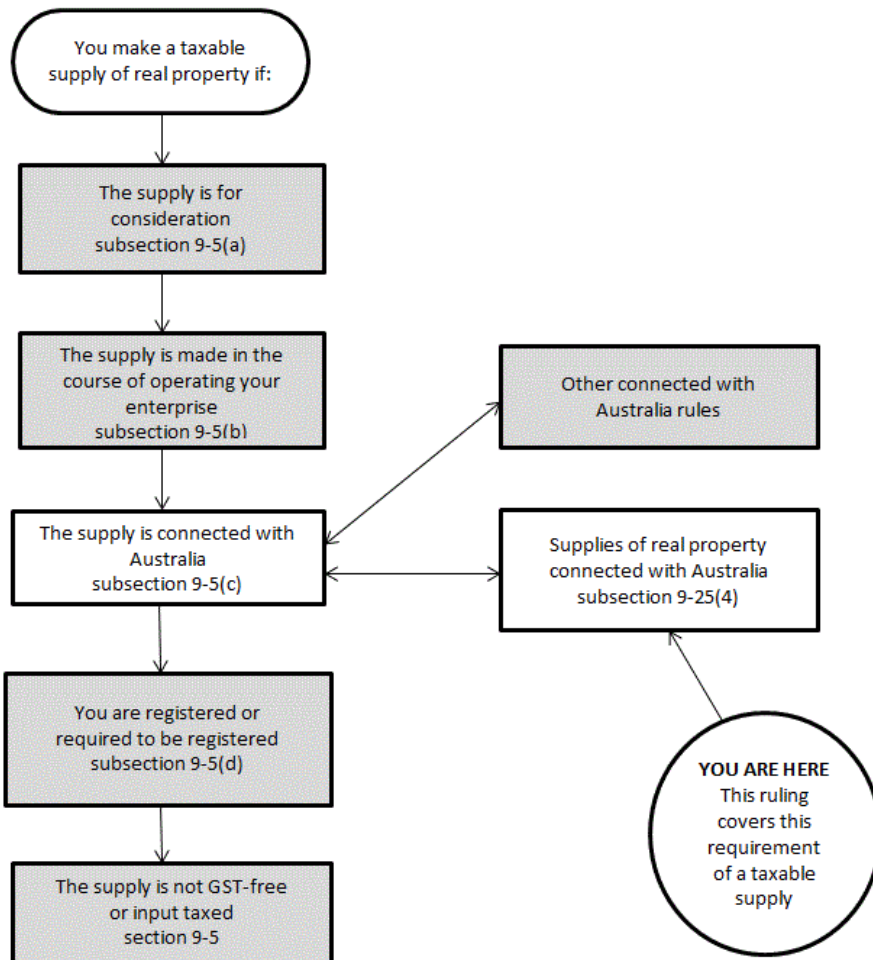 You make a taxable
supply of real property if:
The supply is for
consideration
subsection 9-5(a)
The supply is made in the
course of operating your
enterprise
subsection 9-5(b)
Other connected with
Australia rules
The supply is connected with
Australia
subsection 9-5(c)
Supplies of real property
connected with Australia
subsection 9-25(4)
You are registered or
required to be registered
subsection 9-5(d)
YOU ARE HERE
This ruling
covers this
requirement
of a taxable
supply
The supply is not GST-free
or input taxed
section 9-5